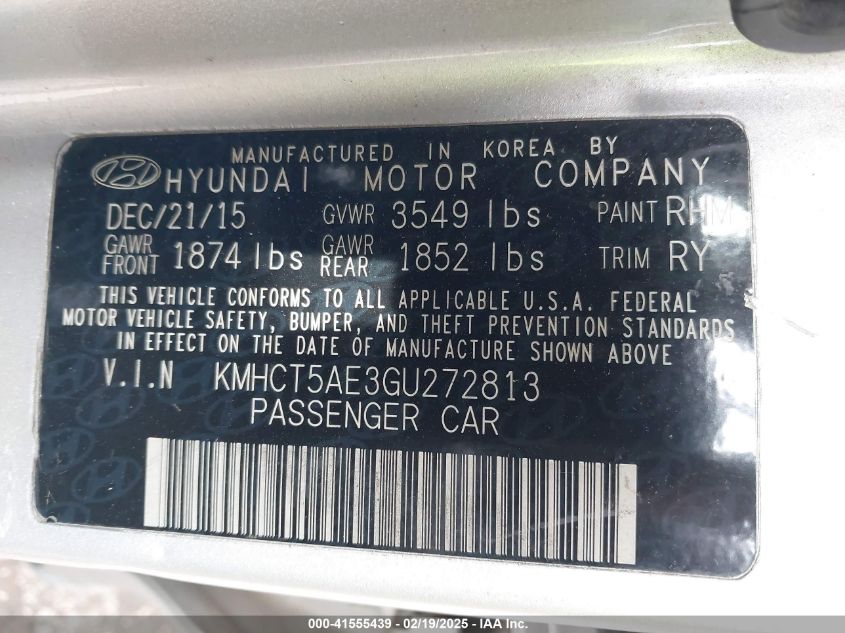 MANUFACTURED IN KOREA BY
HYUNDAI MOTOR COMPANY
DEC/21/15 GVWR 3549 lbs PAINT RHM
GAWR FRONT 1874 lbs GAWR REAR 1852 lbs TRIM RY
THIS VEHICLE CONFORMS TO ALL APPLICABLE U.S.A. FEDERAL
MOTOR VEHICLE SAFETY, BUMPER, AND THEFT PREVENTION STANDARDS
IN EFFECT ON THE DATE OF MANUFACTURE SHOWN ABOVE
V.I.N KMHCT5AE3GU272813
PASSENGER CAR
000-41555439 - 02/19/2025 - IAA, Inc.